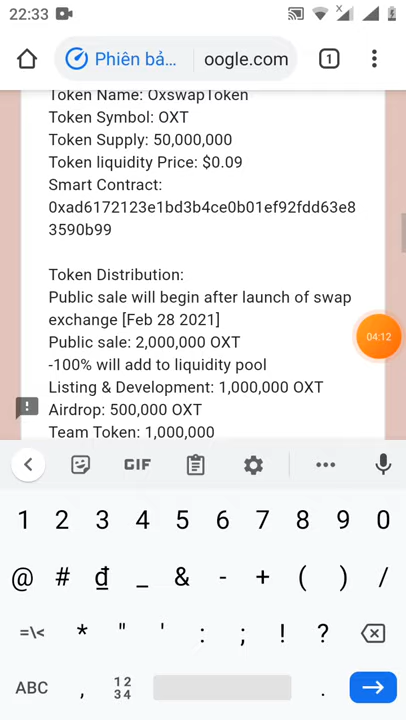 22:33
Phiên bả... oogle.com 1
Token Name: OxswapToken
Token Symbol: OXT
Token Supply: 50,000,000
Token liquidity Price: $0.09
Smart Contract:
0xad6172123e1bd3b4ce0b01ef92fdd63e8
3590b99
Token Distribution:
Public sale will begin after launch of swap
exchange [Feb 28 2021]
04:12
Public sale: 2,000,000 OXT
-100% will add to liquidity pool
Listing & Development: 1,000,000 OXT
Airdrop: 500,000 OXT
Team Token: 1,000,000
GIF
1 2 3 4 5 6 7 8 9 0
@ # ₫ _ & - + ( ) /
=\< * " ' : ; ! ?
ABC , 12 .
34